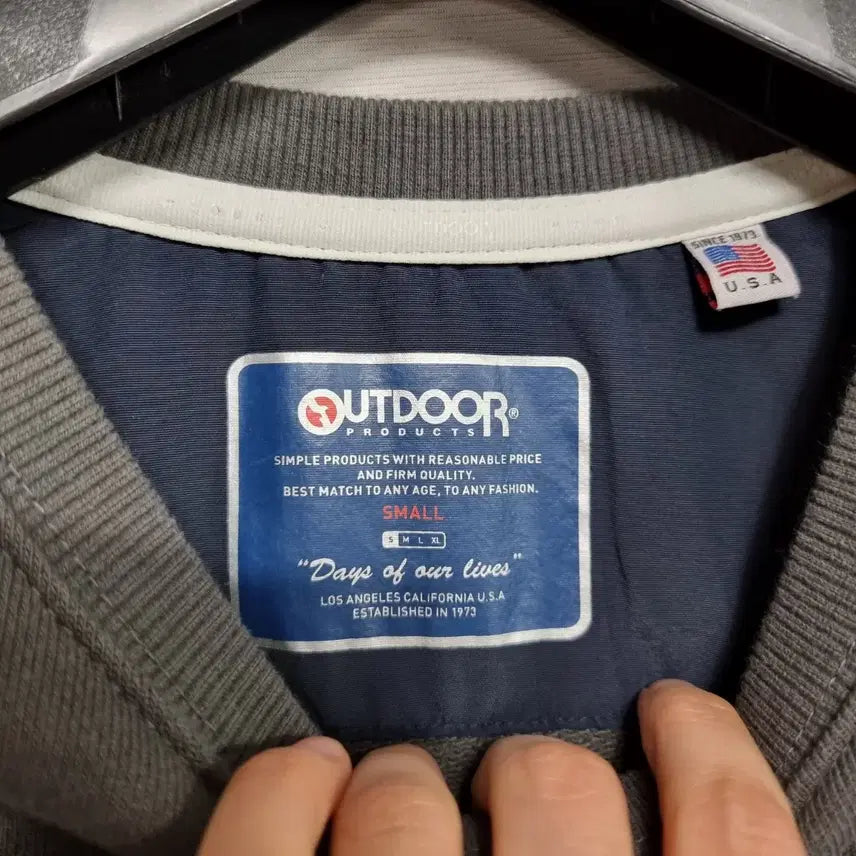 SINCE 1973
U.S.A
OUTDOOR®
PRODUCTS
SIMPLE PRODUCTS WITH REASONABLE PRICE
AND FIRM QUALITY.
BEST MATCH TO ANY AGE, TO ANY FASHION.
SMALL
S M L XL
"Days of our lives"
LOS ANGELES CALIFORNIA U.S.A
ESTABLISHED IN 1973